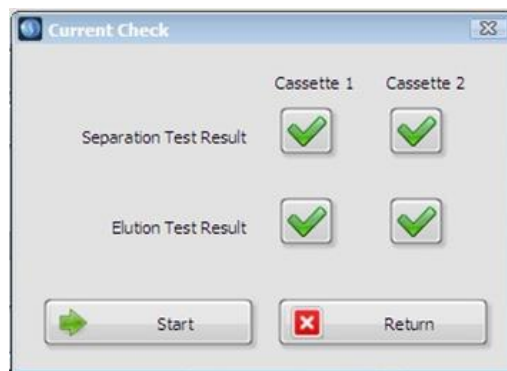 Current Check
Cassette 1 Cassette 2
Separation Test Result
Elution Test Result
Start Return